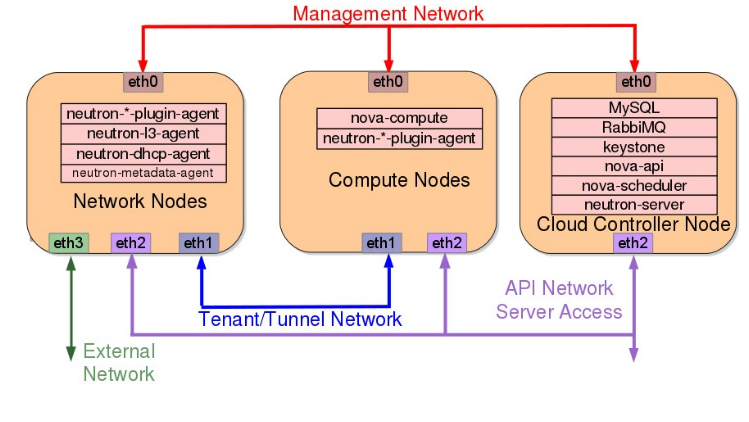 Management Network
eth0
neutron-*-plugin-agent
neutron-l3-agent
neutron-dhcp-agent
neutron-metadata-agent
Network Nodes
eth3
eth2
eth1
eth0
nova-compute
neutron-*-plugin-agent
Compute Nodes
eth1
eth2
eth0
MySQL
RabbiMQ
keystone
nova-api
nova-scheduler
neutron-server
Cloud Controller Node
eth2
API Network
Server Access
Tenant/Tunnel Network
External
Network